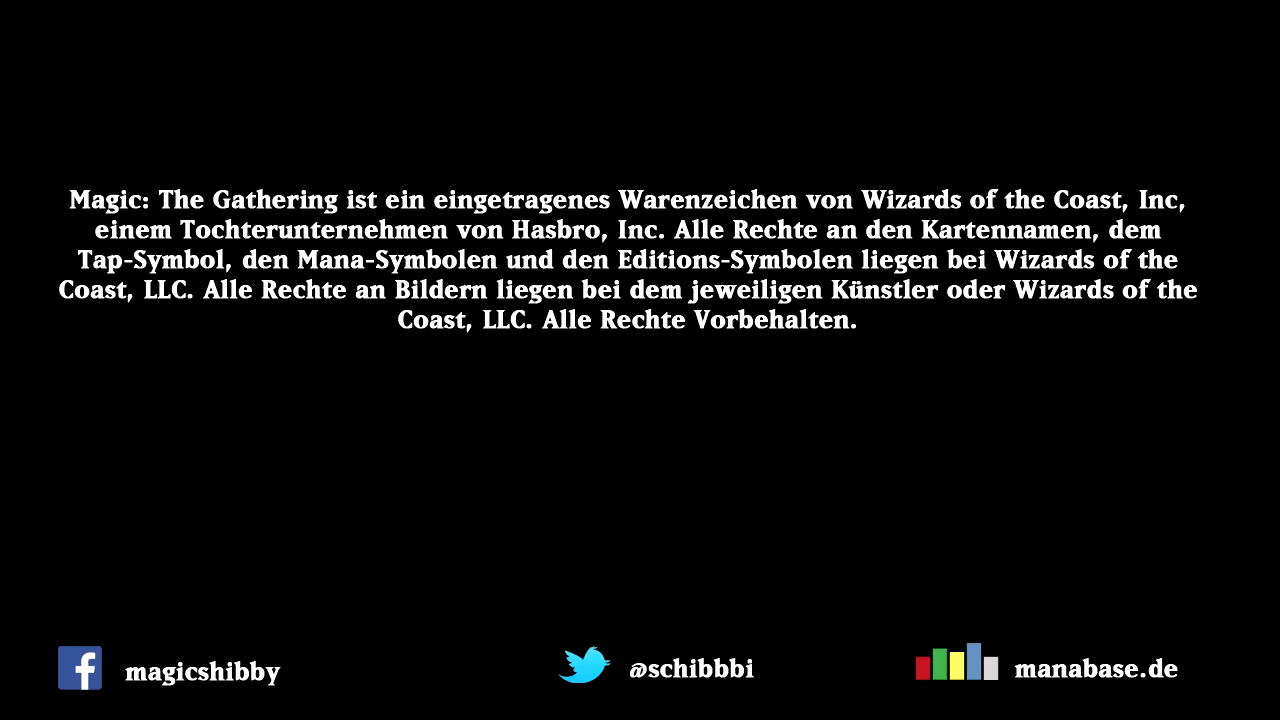 Magic: The Gathering ist ein eingetragenes Warenzeichen von Wizards of the Coast, Inc,
einem Tochterunternehmen von Hasbro, Inc. Alle Rechte an den Kartennamen, dem
Tap-Symbol, den Mana-Symbolen und den Editions-Symbolen liegen bei Wizards of the
Coast, LLC. Alle Rechte an Bildern liegen bei dem jeweiligen Künstler oder Wizards of the
Coast, LLC. Alle Rechte Vorbehalten.
magicshibby
@schibbbi
manabase.de